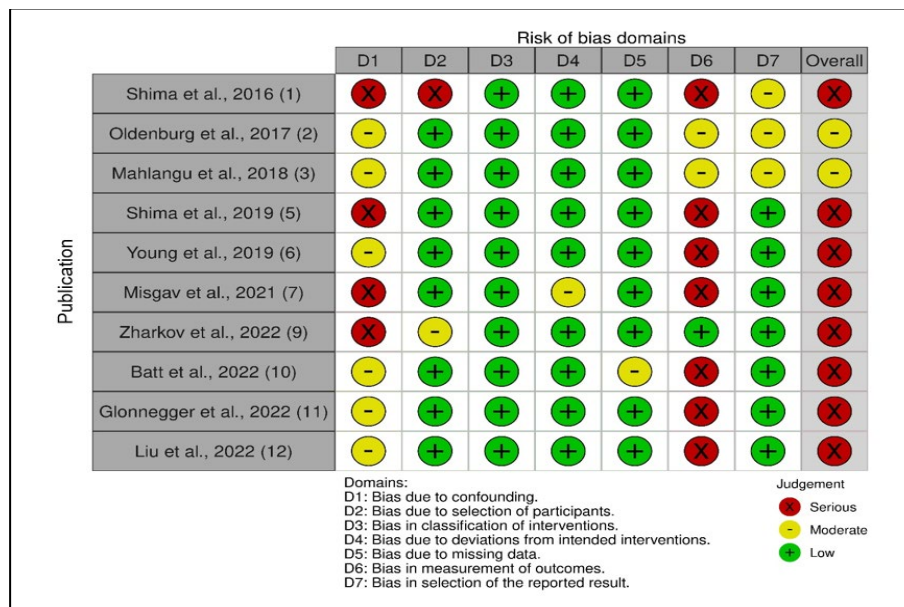 Risk of bias domains
D1 D2 D3 D4 D5 D6 D7 Overall
Publication
Shima et al., 2016 (1) X X + + + X - X
Oldenburg et al., 2017 (2) - + + + + - - -
Mahlangu et al., 2018 (3) - + + + + - - -
Shima et al., 2019 (5) X + + + + X + X
Young et al., 2019 (6) - + + + + X + X
Misgav et al., 2021 (7) X + + - + X + X
Zharkov et al., 2022 (9) X - + + + + + X
Batt et al., 2022 (10) - + + + - X + X
Glonnegger et al., 2022 (11) - + + + + X + X
Liu et al., 2022 (12) - + + + + X + X
Domains:
D1: Bias due to confounding.
D2: Bias due to selection of participants.
D3: Bias in classification of interventions.
D4: Bias due to deviations from intended interventions.
D5: Bias due to missing data.
D6: Bias in measurement of outcomes.
D7: Bias in selection of the reported result.
Judgement
X Serious
- Moderate
+ Low